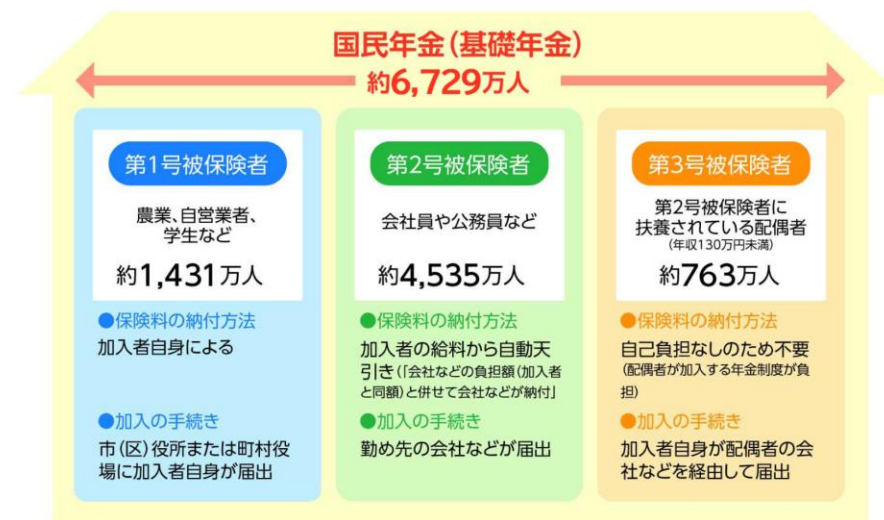 国民年金(基礎年金)
約6,729万人
第1号被保険者
農業、自営業者、
学生など
約1,431万人
●保険料の納付方法
加入者自身による
●加入の手続き
市(区)役所または町村役
場に加入者自身が届出
第2号被保険者
会社員や公務員など
約4,535万人
●保険料の納付方法
加入者の給料から自動天
引き(「会社などの負担額(加入者
と同額)と併せて会社などが納付」
●加入の手続き
勤め先の会社などが届出
第3号被保険者
第2号被保険者に
扶養されている配偶者
(年収130万円未満)
約763万人
●保険料の納付方法
自己負担なしのため不要
(配偶者が加入する年金制度が負
担)
●加入の手続き
加入者自身が配偶者の会
社などを経由して届出